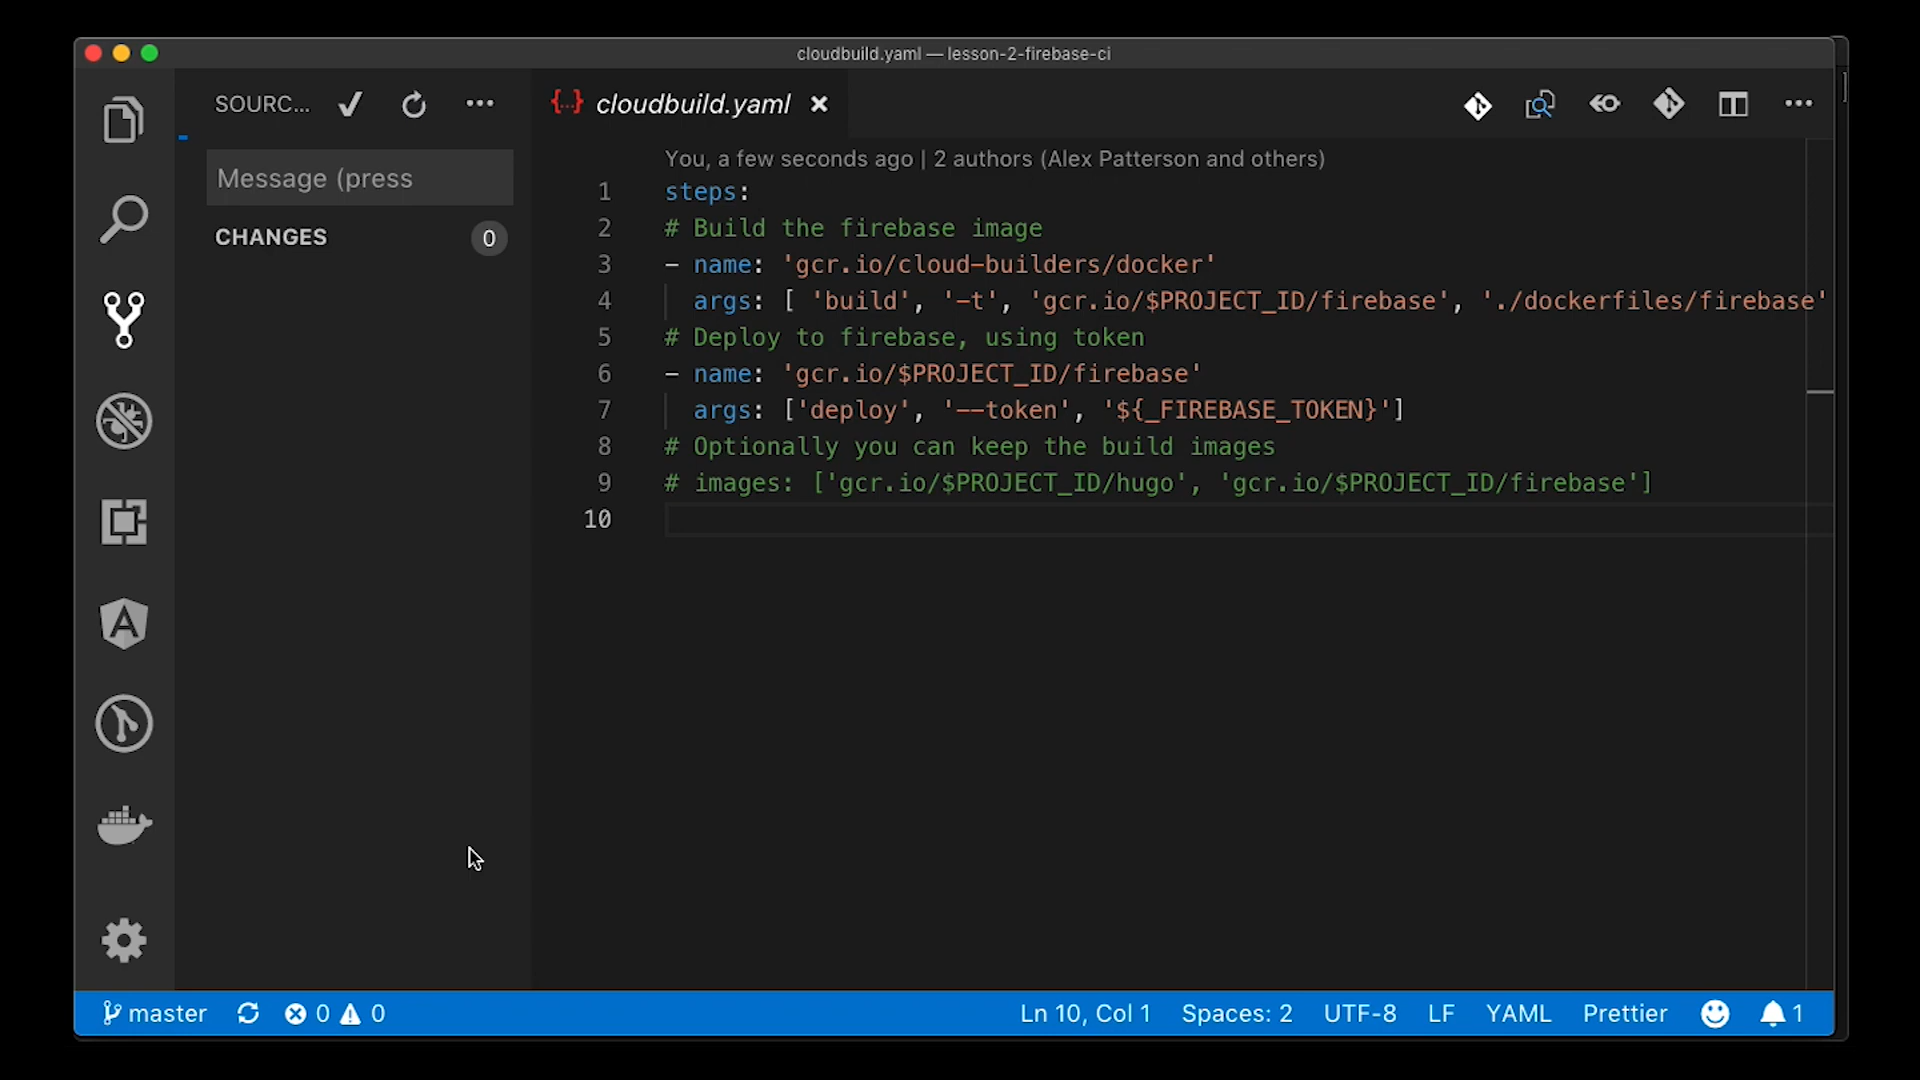 cloudbuild.yaml — lesson-2-firebase-ci
SOURC...
cloudbuild.yaml
Message (press
CHANGES 0
You, a few seconds ago | 2 authors (Alex Patterson and others)
1 steps:
2 # Build the firebase image
3 - name: 'gcr.io/cloud-builders/docker'
4 args: [ 'build', '-t', 'gcr.io/$PROJECT_ID/firebase', './dockerfiles/firebase'
5 # Deploy to firebase, using token
6 - name: 'gcr.io/$PROJECT_ID/firebase'
7 args: ['deploy', '--token', '${_FIREBASE_TOKEN}']
8 # Optionally you can keep the build images
9 # images: ['gcr.io/$PROJECT_ID/hugo', 'gcr.io/$PROJECT_ID/firebase']
10
master 0 0 Ln 10, Col 1 Spaces: 2 UTF-8 LF YAML Prettier 1